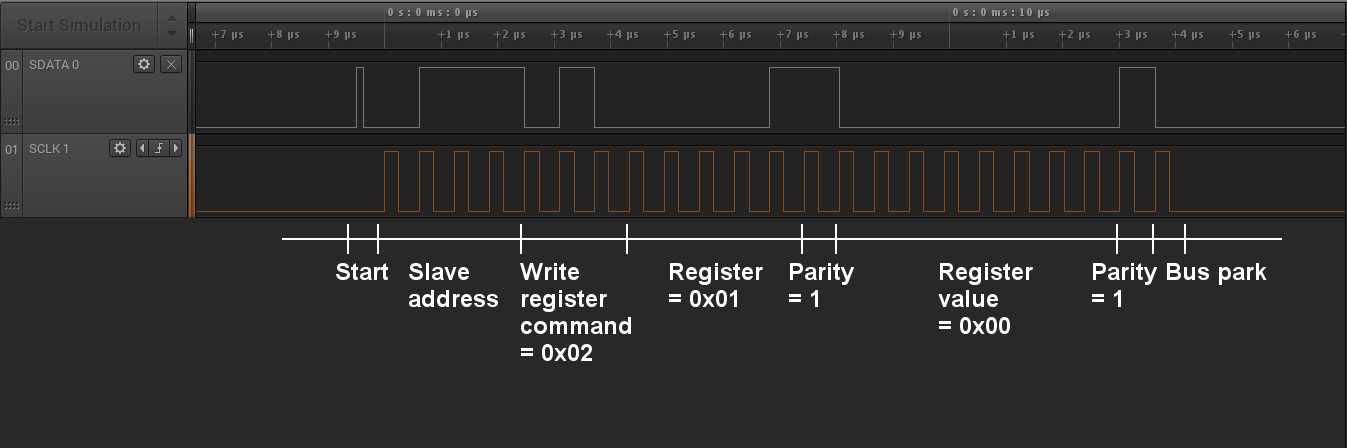 Start Simulation
0 s : 0 ms : 0 µs
0 s : 0 ms : 10 µs
+7 µs +8 µs +9 µs +1 µs +2 µs +3 µs +4 µs +5 µs +6 µs +7 µs +8 µs +9 µs +1 µs +2 µs +3 µs +4 µs +5 µs +6 µs
00 SDATA 0
01 SCLK 1
Start
Slave
address
Write
register
command
= 0x02
Register
= 0x01
Parity
= 1
Register
value
= 0x00
Parity
= 1
Bus park